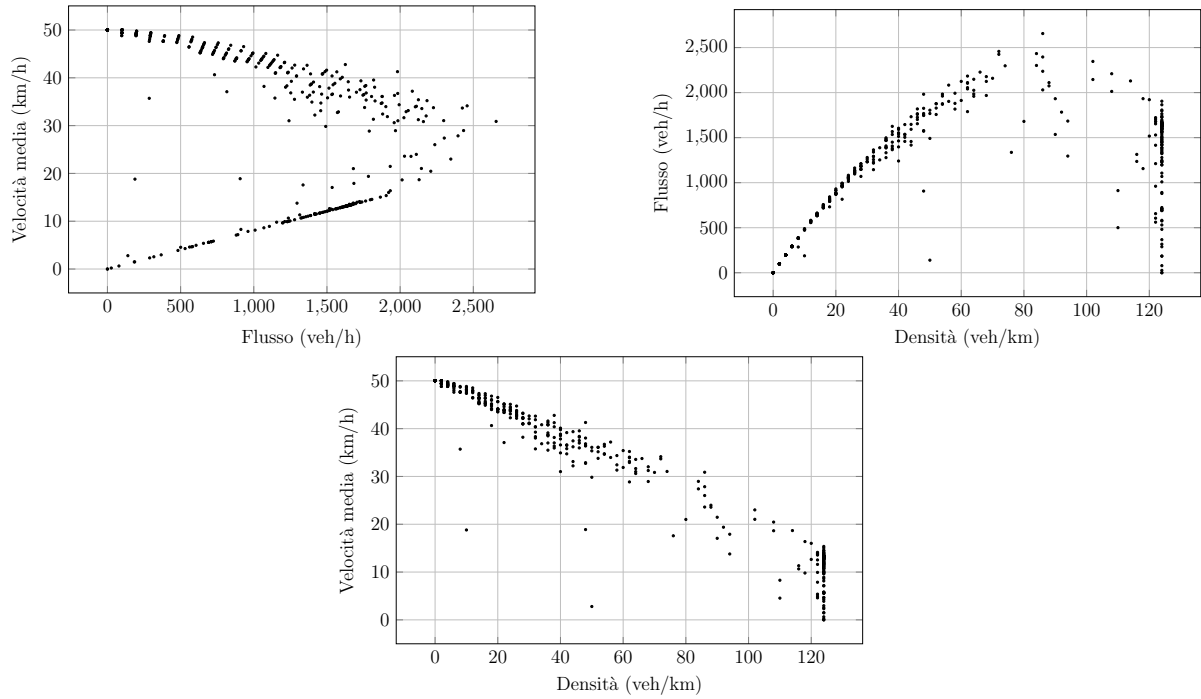 50
40
30
20
10
0
Velocità media (km/h)
0 500 1,000 1,500 2,000 2,500
Flusso (veh/h)
2,500
2,000
1,500
1,000
500
0
Flusso (veh/h)
0 20 40 60 80 100 120
Densità (veh/km)
50
40
30
20
10
0
Velocità media (km/h)
0 20 40 60 80 100 120
Densità (veh/km)